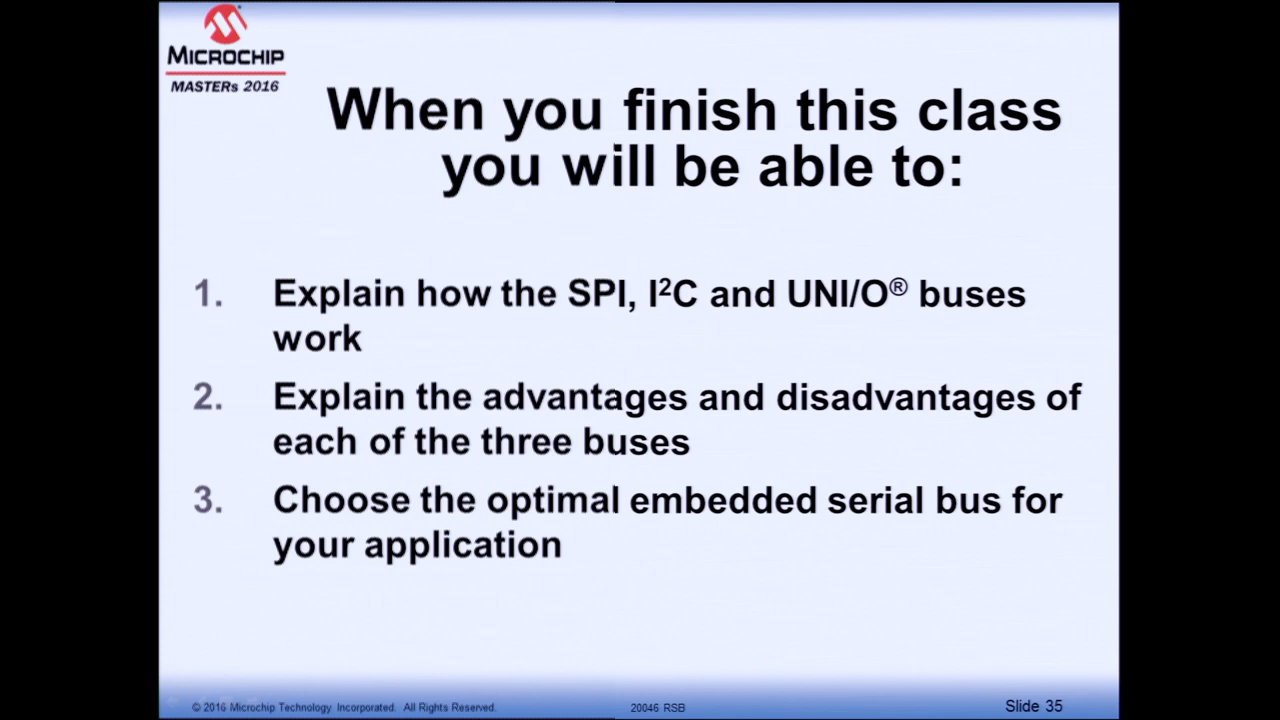 MICROCHIP
MASTERs 2016
When you finish this class
you will be able to:
1. Explain how the SPI, I²C and UNI/O® buses
work
2. Explain the advantages and disadvantages of
each of the three buses
3. Choose the optimal embedded serial bus for
your application
© 2016 Microchip Technology Incorporated. All Rights Reserved.
20046 RSB
Slide 35